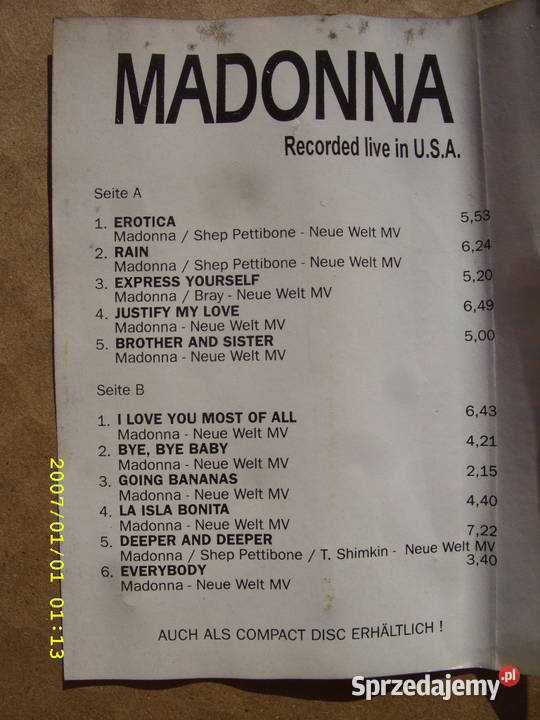 MADONNA
Recorded live in U.S.A.
Seite A
1. EROTICA 5,53
Madonna / Shep Pettibone - Neue Welt MV
2. RAIN 6,24
Madonna / Shep Pettibone - Neue Welt MV
3. EXPRESS YOURSELF 5,20
Madonna / Bray - Neue Welt MV
4. JUSTIFY MY LOVE 6,49
Madonna - Neue Welt MV
5. BROTHER AND SISTER 5,00
Madonna - Neue Welt MV
Seite B
1. I LOVE YOU MOST OF ALL 6,43
Madonna - Neue Welt MV
2. BYE, BYE BABY 4,21
Madonna - Neue Welt MV
3. GOING BANANAS 2,15
Madonna - Neue Welt MV
4. LA ISLA BONITA 4,40
Madonna - Neue Welt MV
5. DEEPER AND DEEPER 7,22
Madonna / Shep Pettibone / T. Shimkin - Neue Welt MV
6. EVERYBODY 3,40
Madonna - Neue Welt MV
AUCH ALS COMPACT DISC ERHÄLTLICH !
2007/01/01 01:13
Sprzedajemy.pl